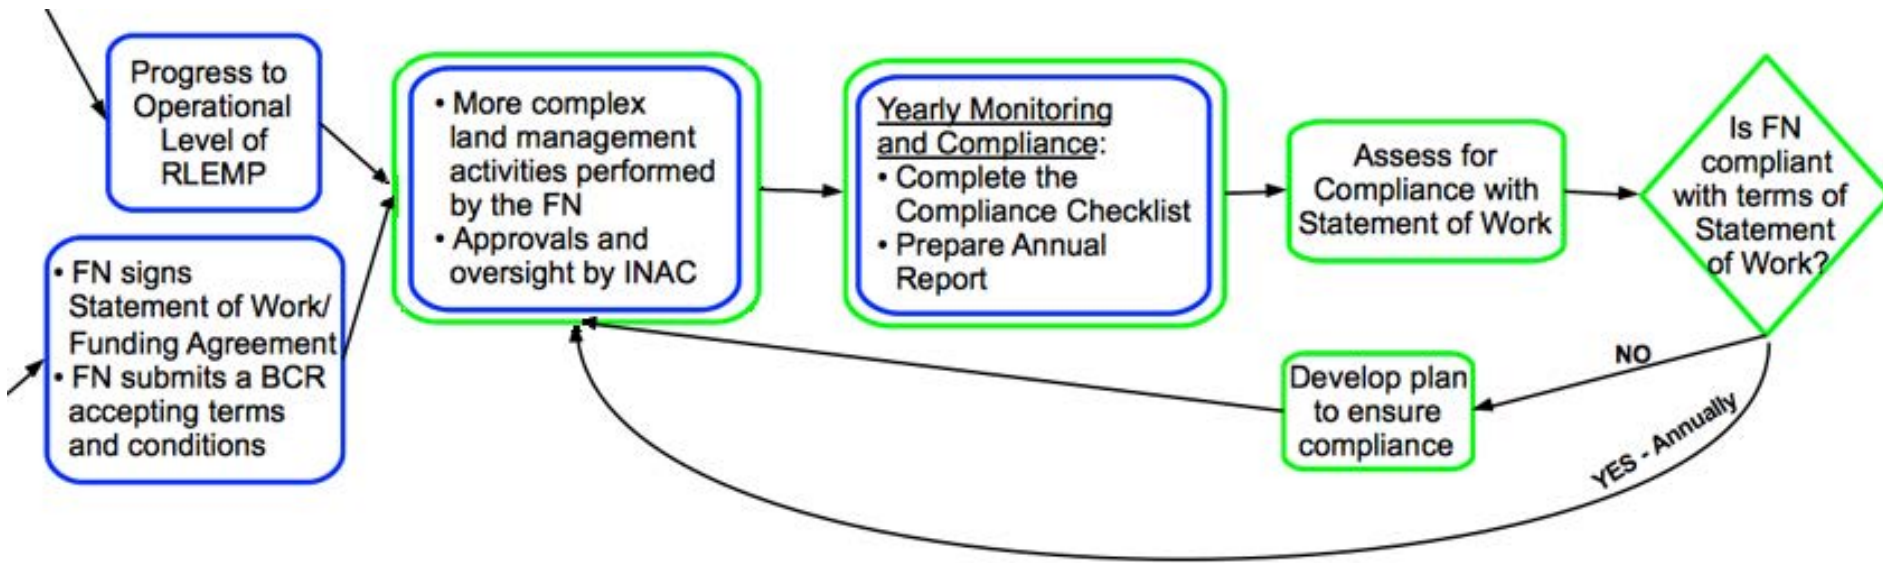 Progress to
Operational
Level of
RLEMP
• FN signs
Statement of Work/
Funding Agreement
• FN submits a BCR
accepting terms
and conditions
• More complex
land management
activities performed
by the FN
• Approvals and
oversight by INAC
Yearly Monitoring
and Compliance:
• Complete the
Compliance Checklist
• Prepare Annual
Report
Assess for
Compliance with
Statement of Work
Is FN
compliant
with terms of
Statement
of Work?
NO
Develop plan
to ensure
compliance
YES - Annually